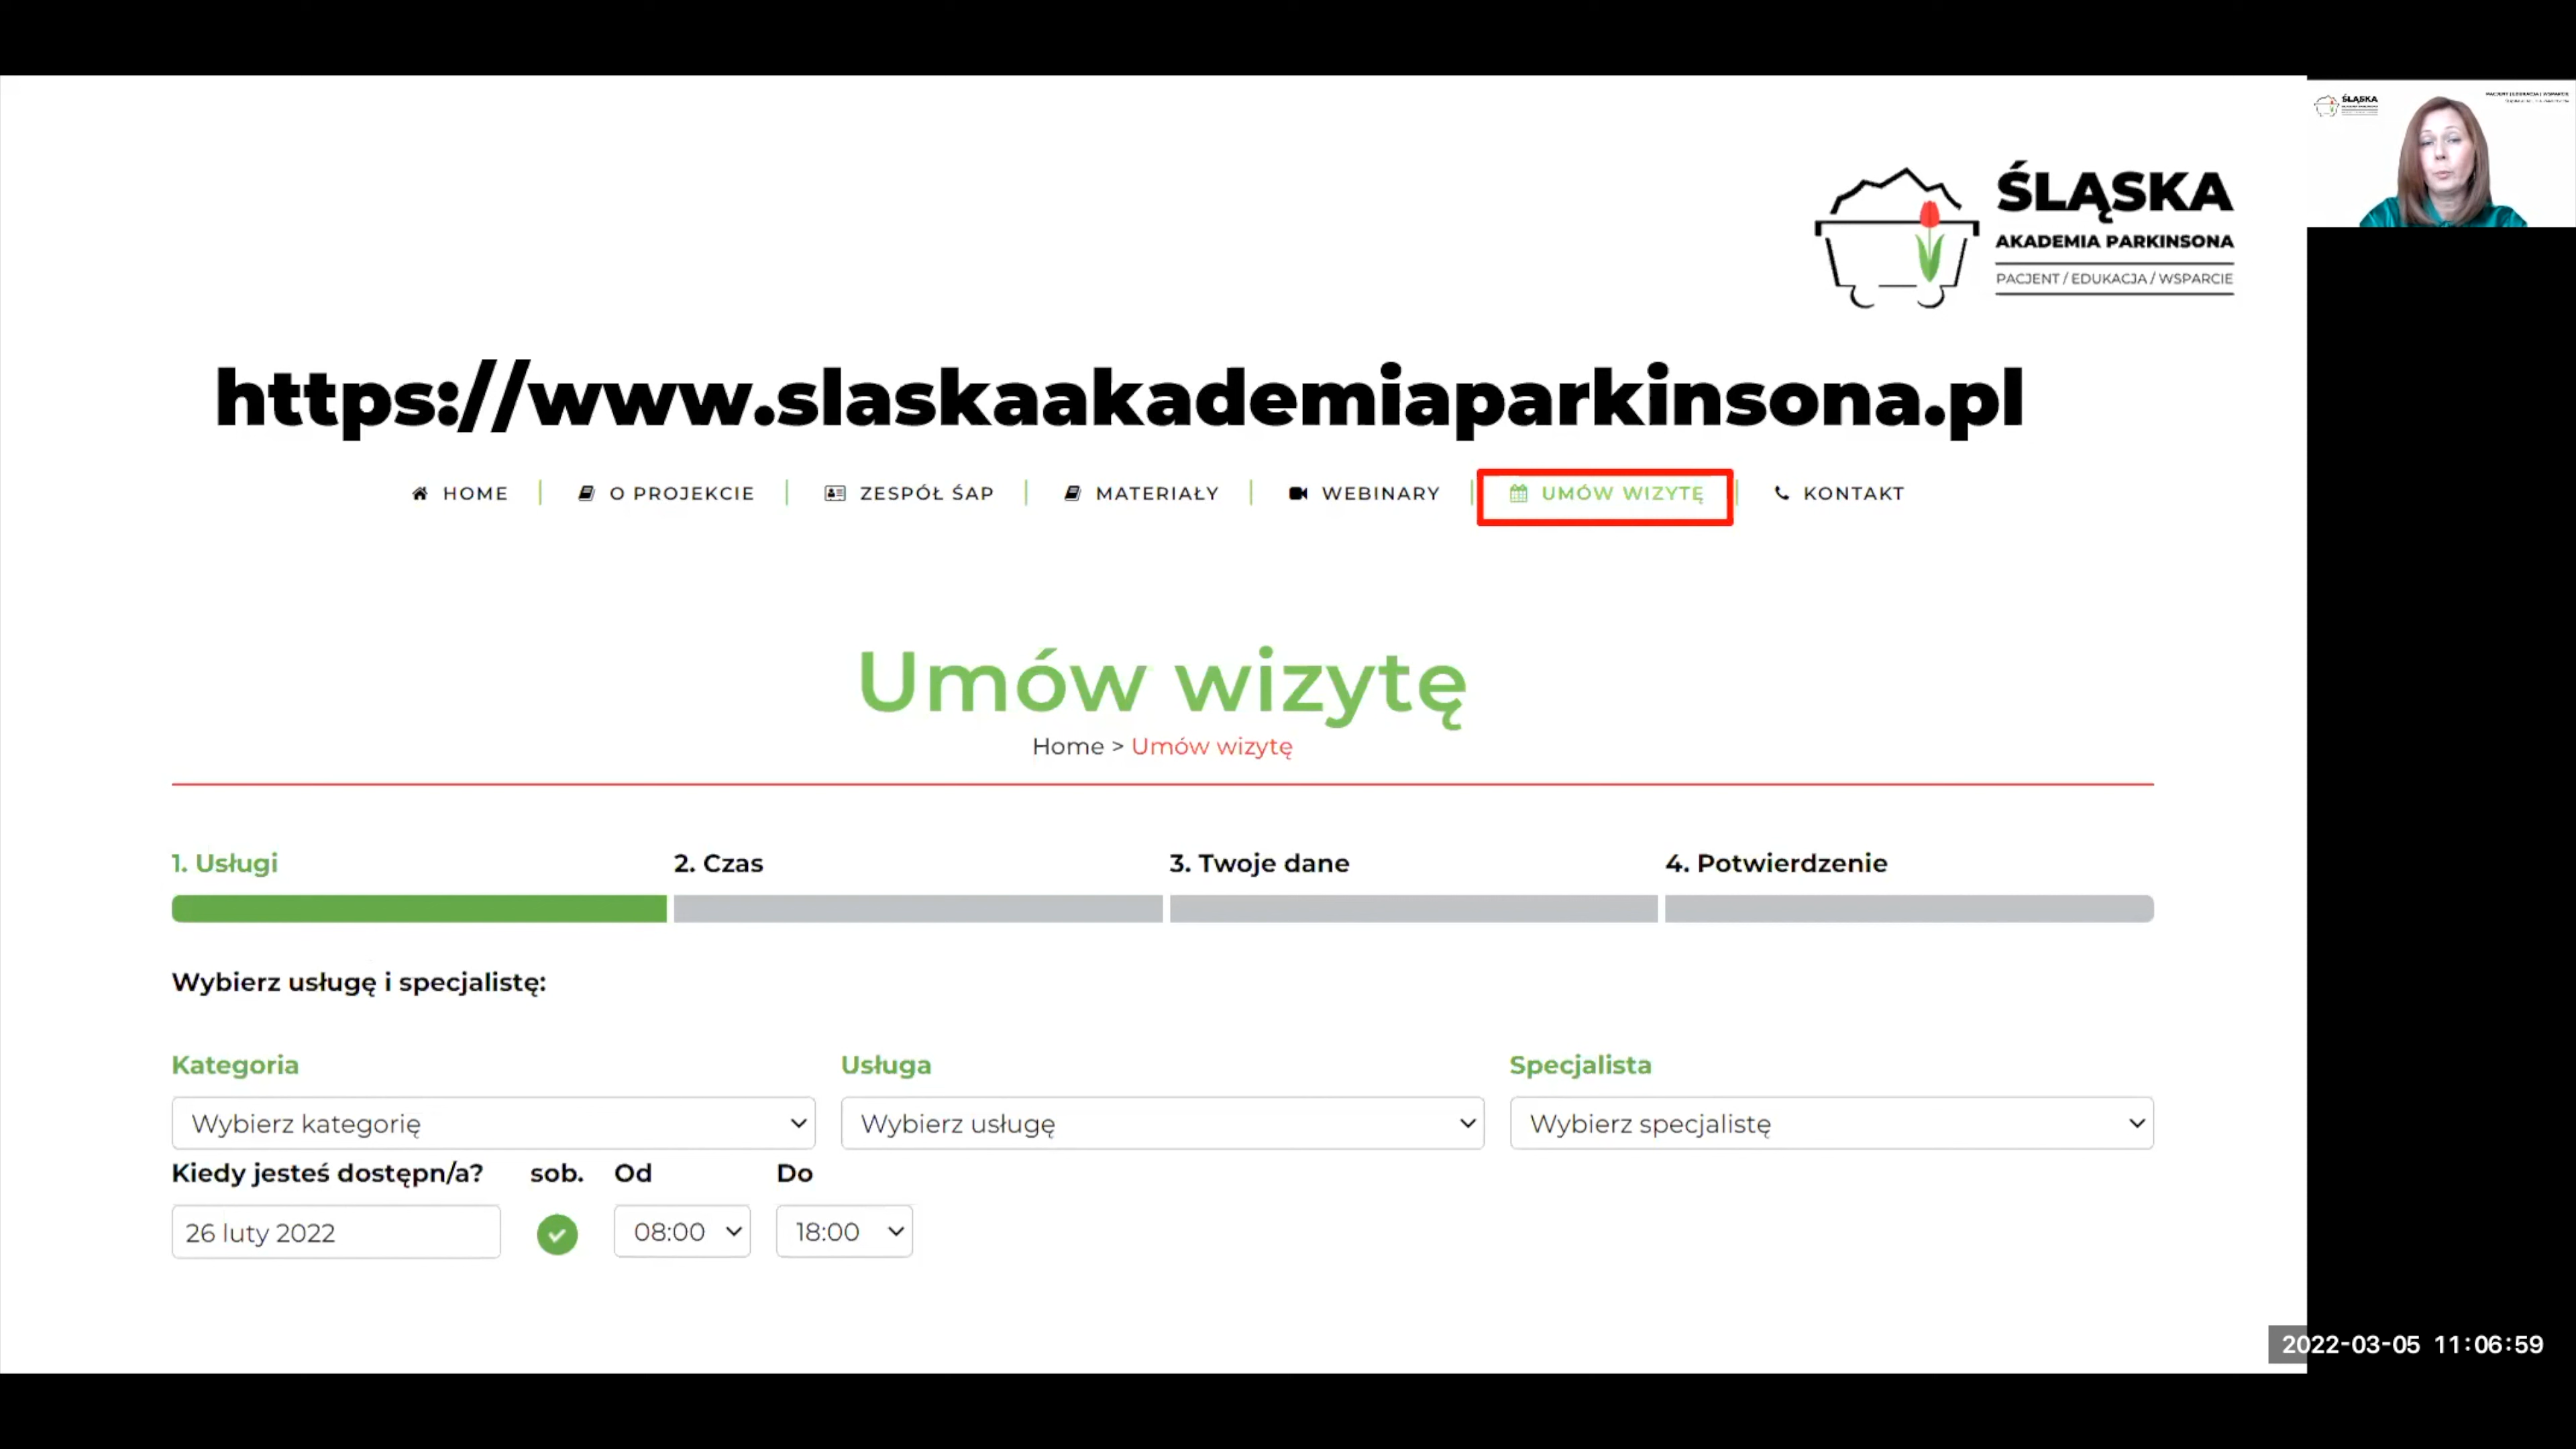 ŚLĄSKA
AKADEMIA PARKINSONA
PACJENT / EDUKACJA / WSPARCIE
ŚLĄSKA
https://www.slaskaakademiaparkinsona.pl
HOME O PROJEKCIE ZESPÓŁ ŚAP MATERIAŁY WEBINARY UMÓW WIZYTĘ KONTAKT
Umów wizytę
Home > Umów wizytę
1. Usługi 2. Czas 3. Twoje dane 4. Potwierdzenie
Wybierz usługę i specjalistę:
Kategoria Usługa Specjalista
Wybierz kategorię Wybierz usługę Wybierz specjalistę
Kiedy jesteś dostępn/a? sob. Od Do
26 luty 2022 08:00 18:00
2022-03-05 11:06:59